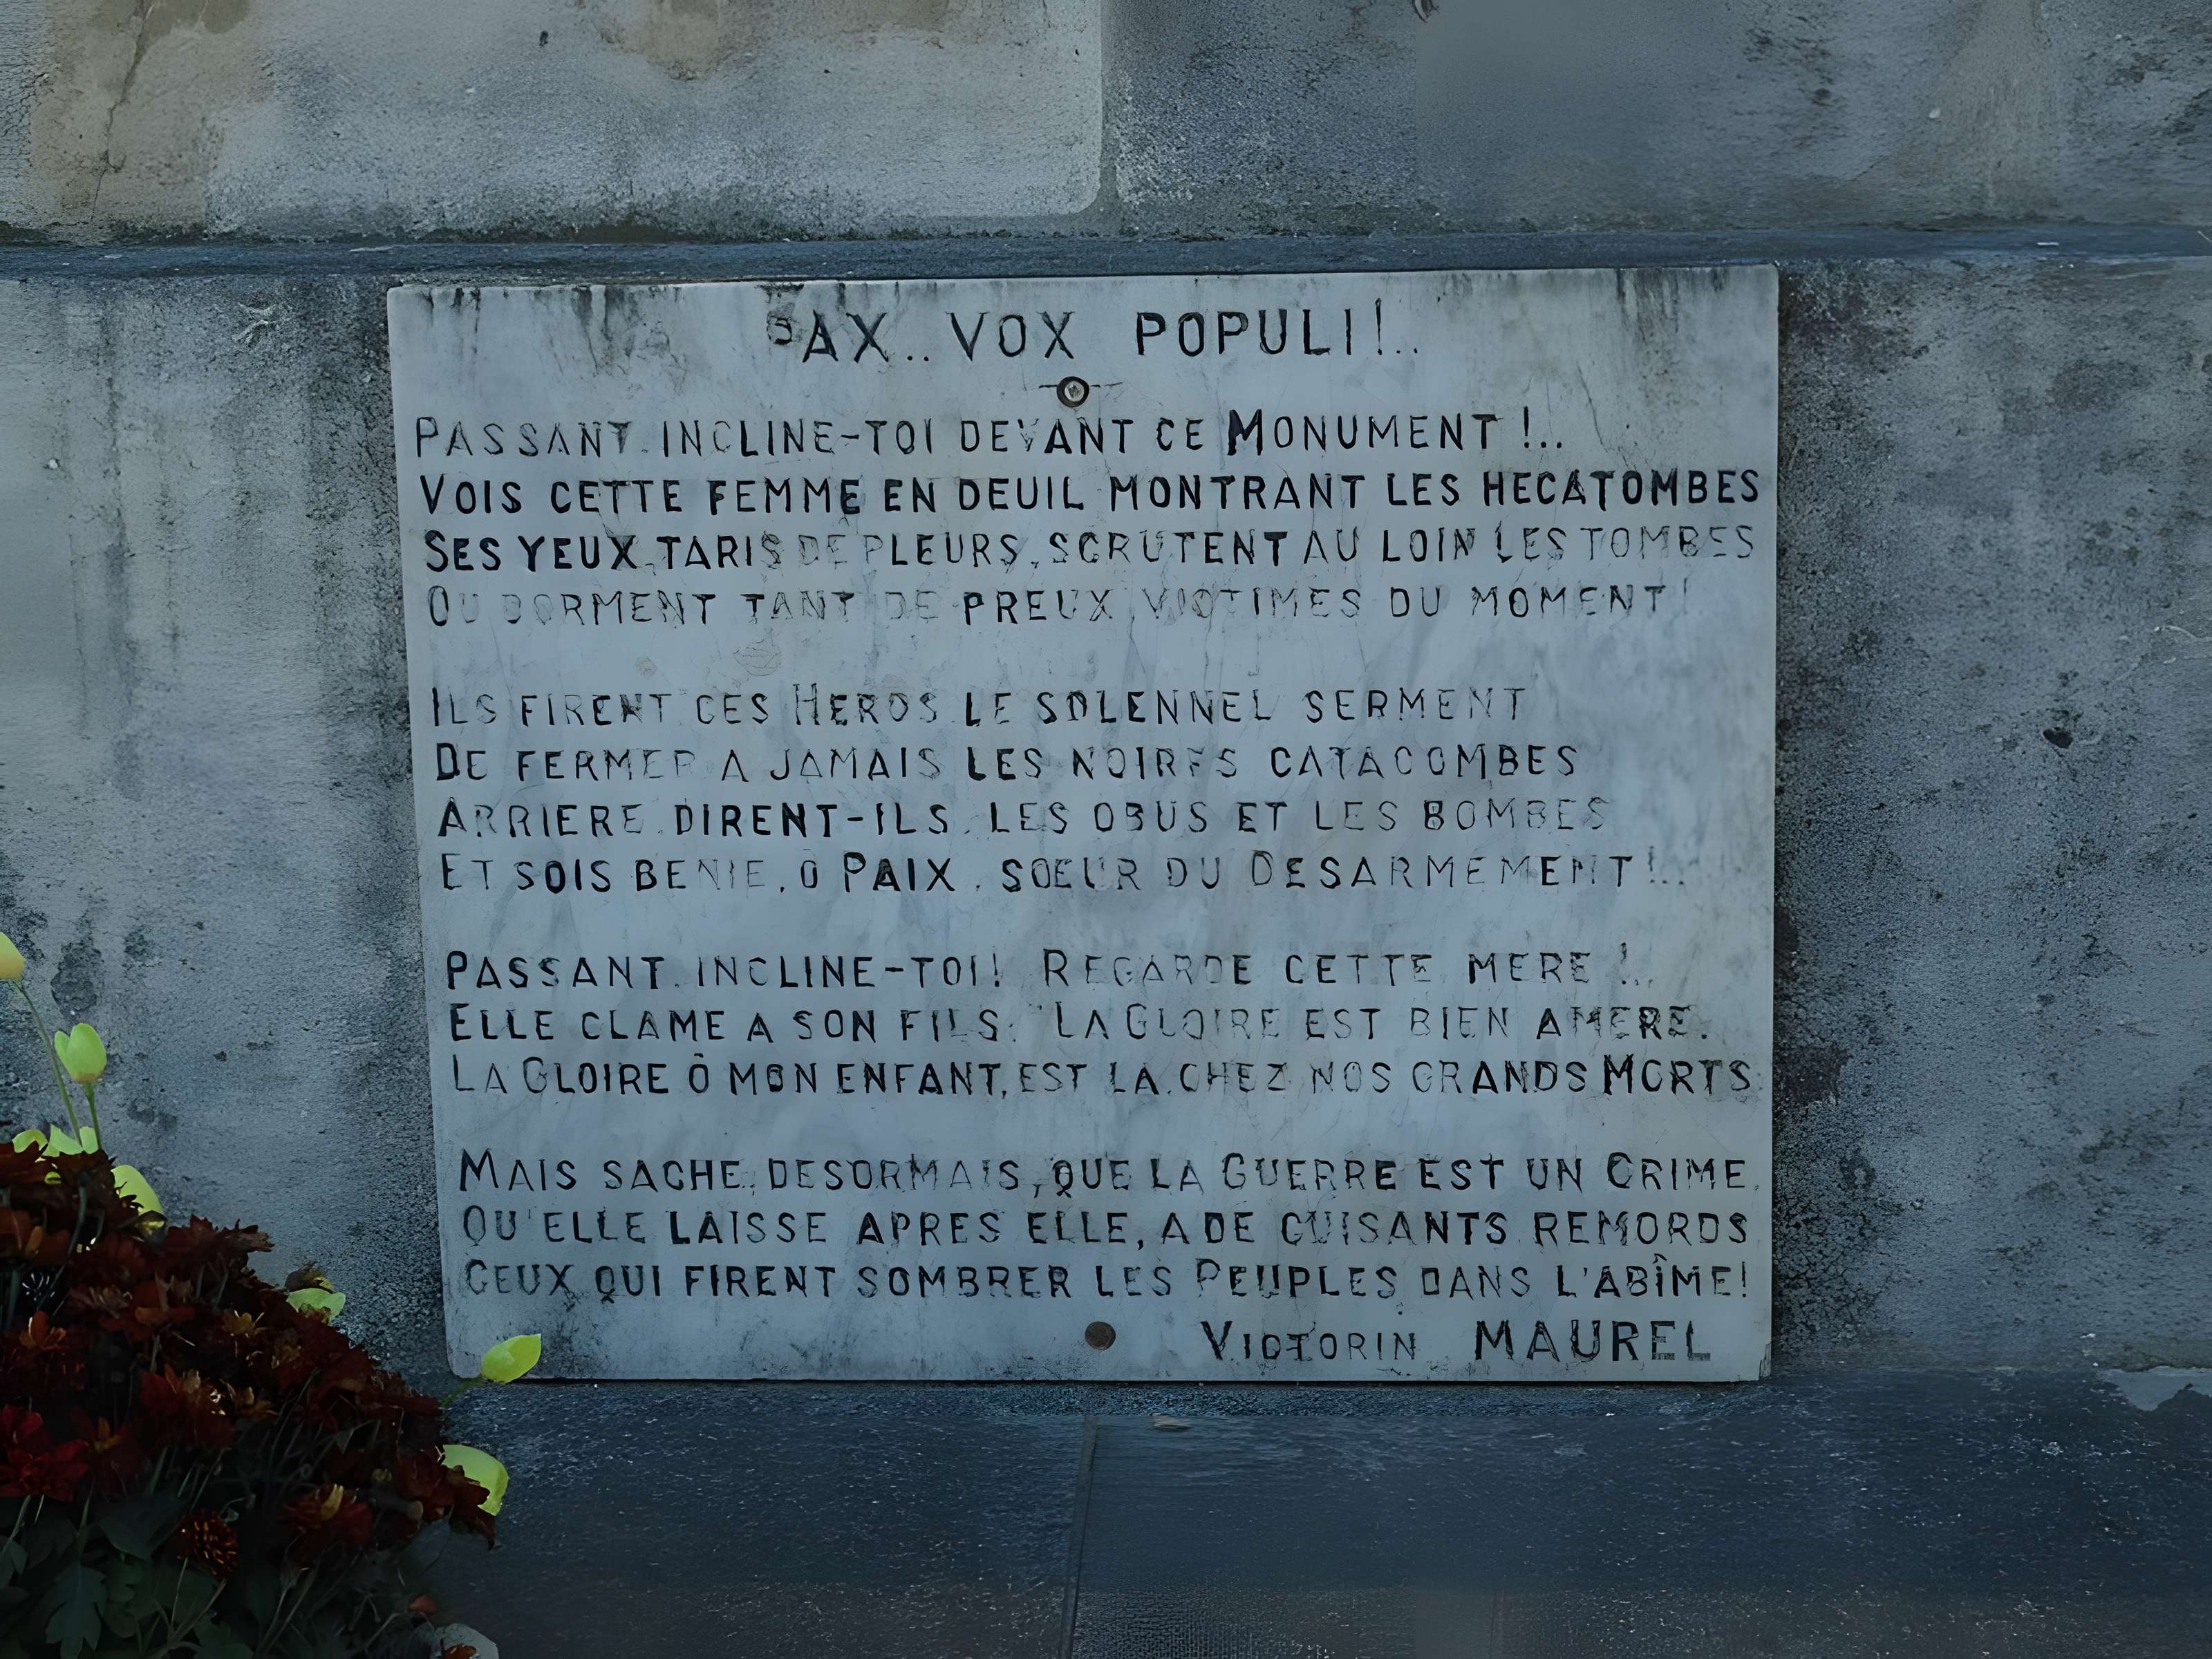 PAX.. VOX POPULI!..
PASSANT INCLINE-TOI DEVANT CE MONUMENT !..
VOIS CETTE FEMME EN DEUIL MONTRANT LES HECATOMBES
SES YEUX, TARIS DE PLEURS, SCRUTENT AU LOIN LES TOMBES
OU DORMENT TANT DE PREUX VICTIMES DU MOMENT!
ILS FIRENT CES HEROS LE SOLENNEL SERMENT
DE FERMER A JAMAIS LES NOIRES CATACOMBES
ARRIERE DIRENT-ILS, LES OBUS ET LES BOMBES
ET SOIS BENIE, Ô PAIX, SOEUR DU DESARMEMENT!..
PASSANT INCLINE-TOI! REGARDE CETTE MERE !..
ELLE CLAME A SON FILS: "LA GLOIRE EST BIEN AMERE.
LA GLOIRE Ô MON ENFANT, EST LA, CHEZ NOS GRANDS MORTS
MAIS SACHE, DESORMAIS, QUE LA GUERRE EST UN CRIME,
QU'ELLE LAISSE APRES ELLE, A DE CUISANTS REMORDS
CEUX QUI FIRENT SOMBRER LES PEUPLES DANS L'ABÎME!
VICTORIN MAUREL